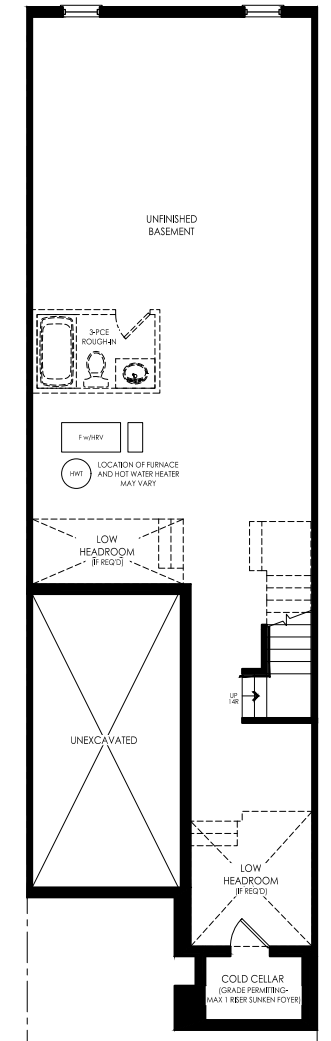 UNFINISHED
BASEMENT
3-PCE
ROUGH-IN
F w/HRV
HWT
LOCATION OF FURNACE
AND HOT WATER HEATER
MAY VARY
LOW
HEADROOM
(IF REQ'D)
UP
14R
UNEXCAVATED
LOW
HEADROOM
(IF REQ'D)
COLD CELLAR
(GRADE PERMITTING-
MAX 1 RISER SUNKEN FOYER)